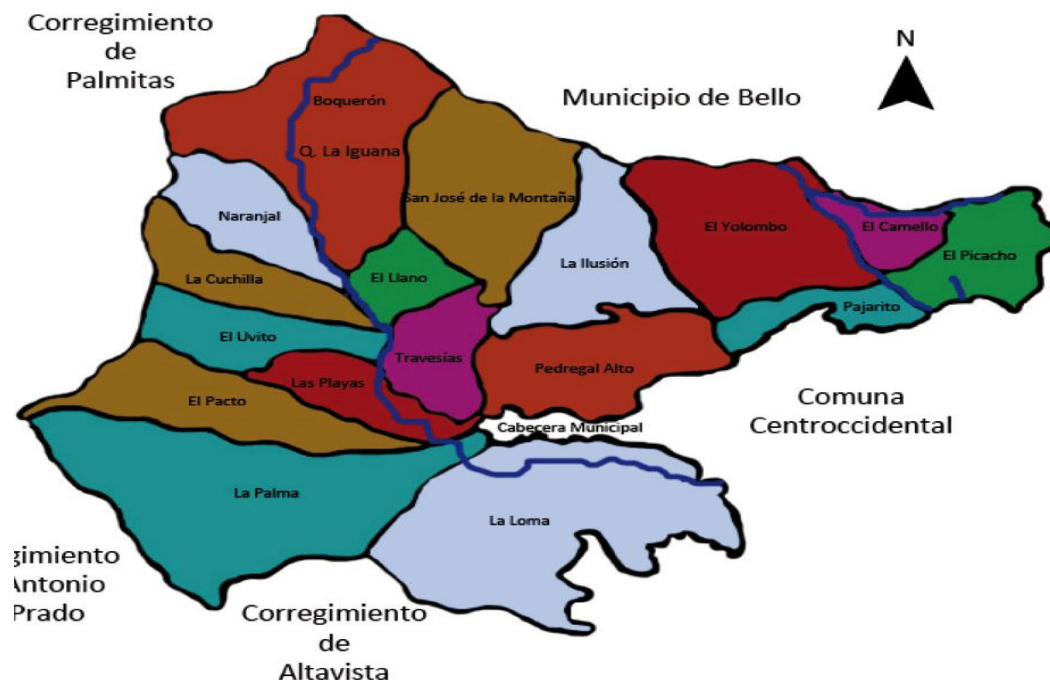 Corregimiento
de
Palmitas
N
Municipio de Bello
Boquerón
Q. La Iguana
San José de la Montaña
Naranjal
El Yolombo
El Camello
El Picacho
La Ilusión
La Cuchilla
El Llano
Pajarito
El Uvito
Travesías
Pedregal Alto
Las Playas
El Pacto
Comuna
Centroccidental
Cabecera Municipal
La Palma
La Loma
gimiento
Antonio
Prado
Corregimiento
de
Altavista